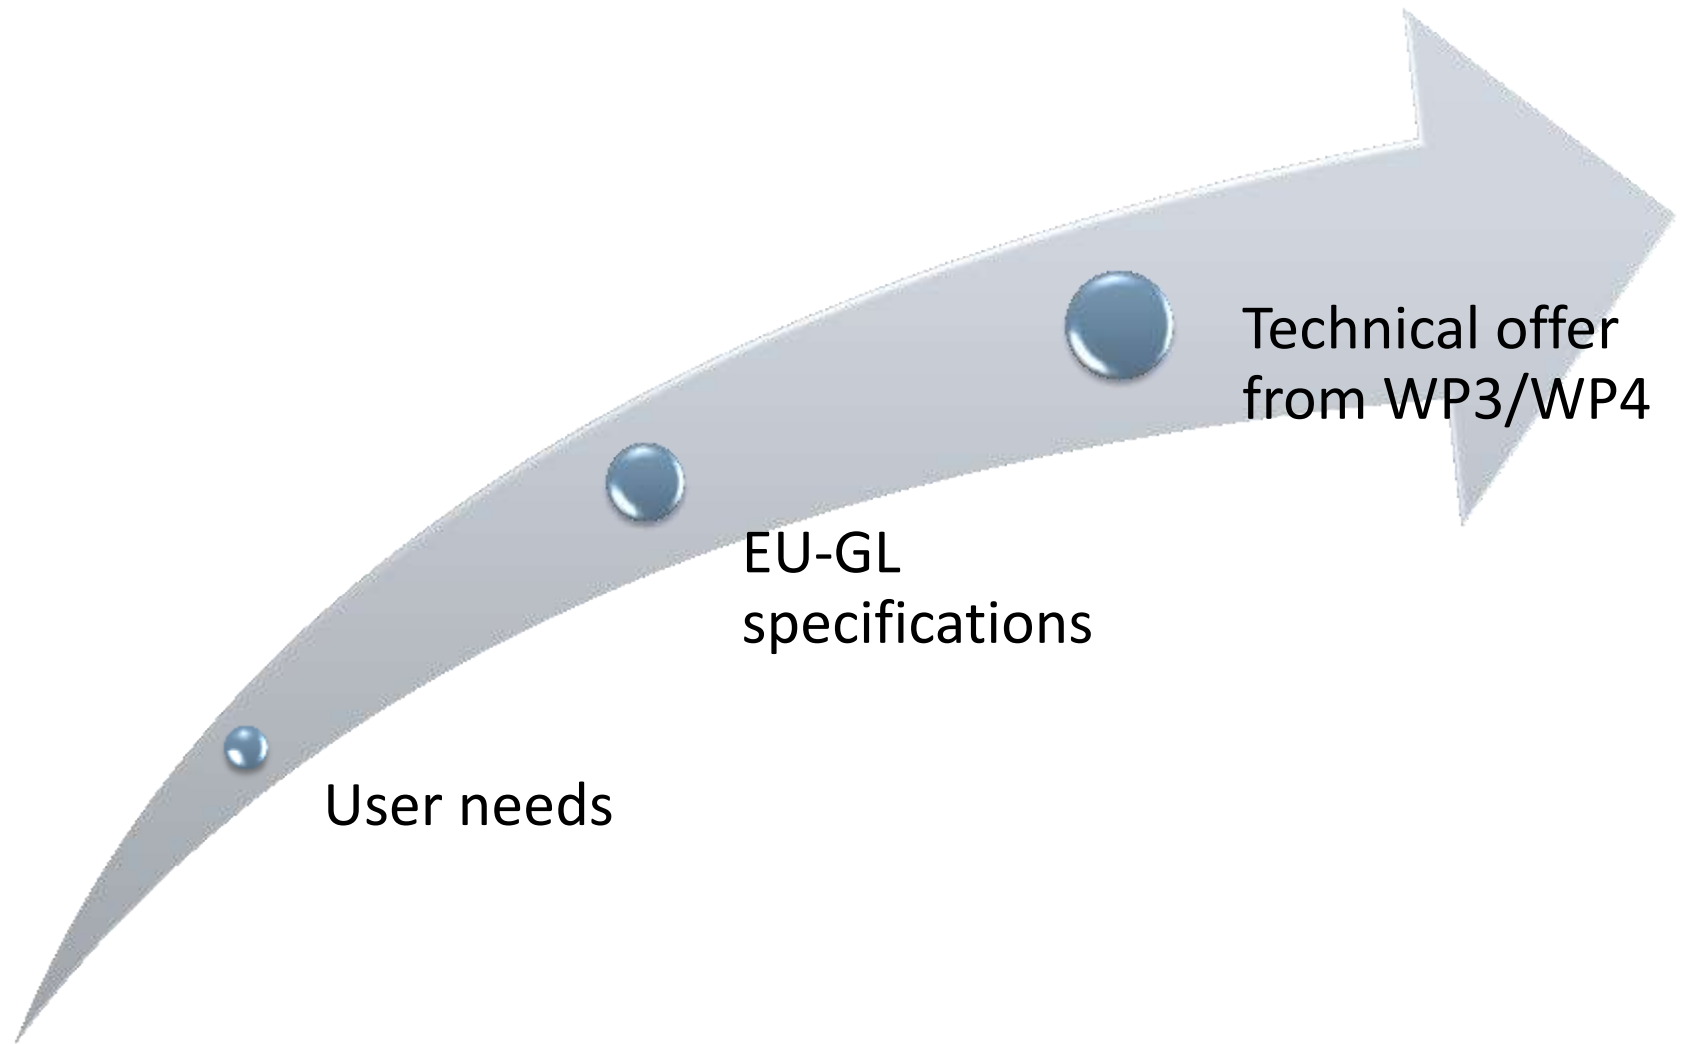 Technical offer
from WP3/WP4
EU-GL
specifications
User needs